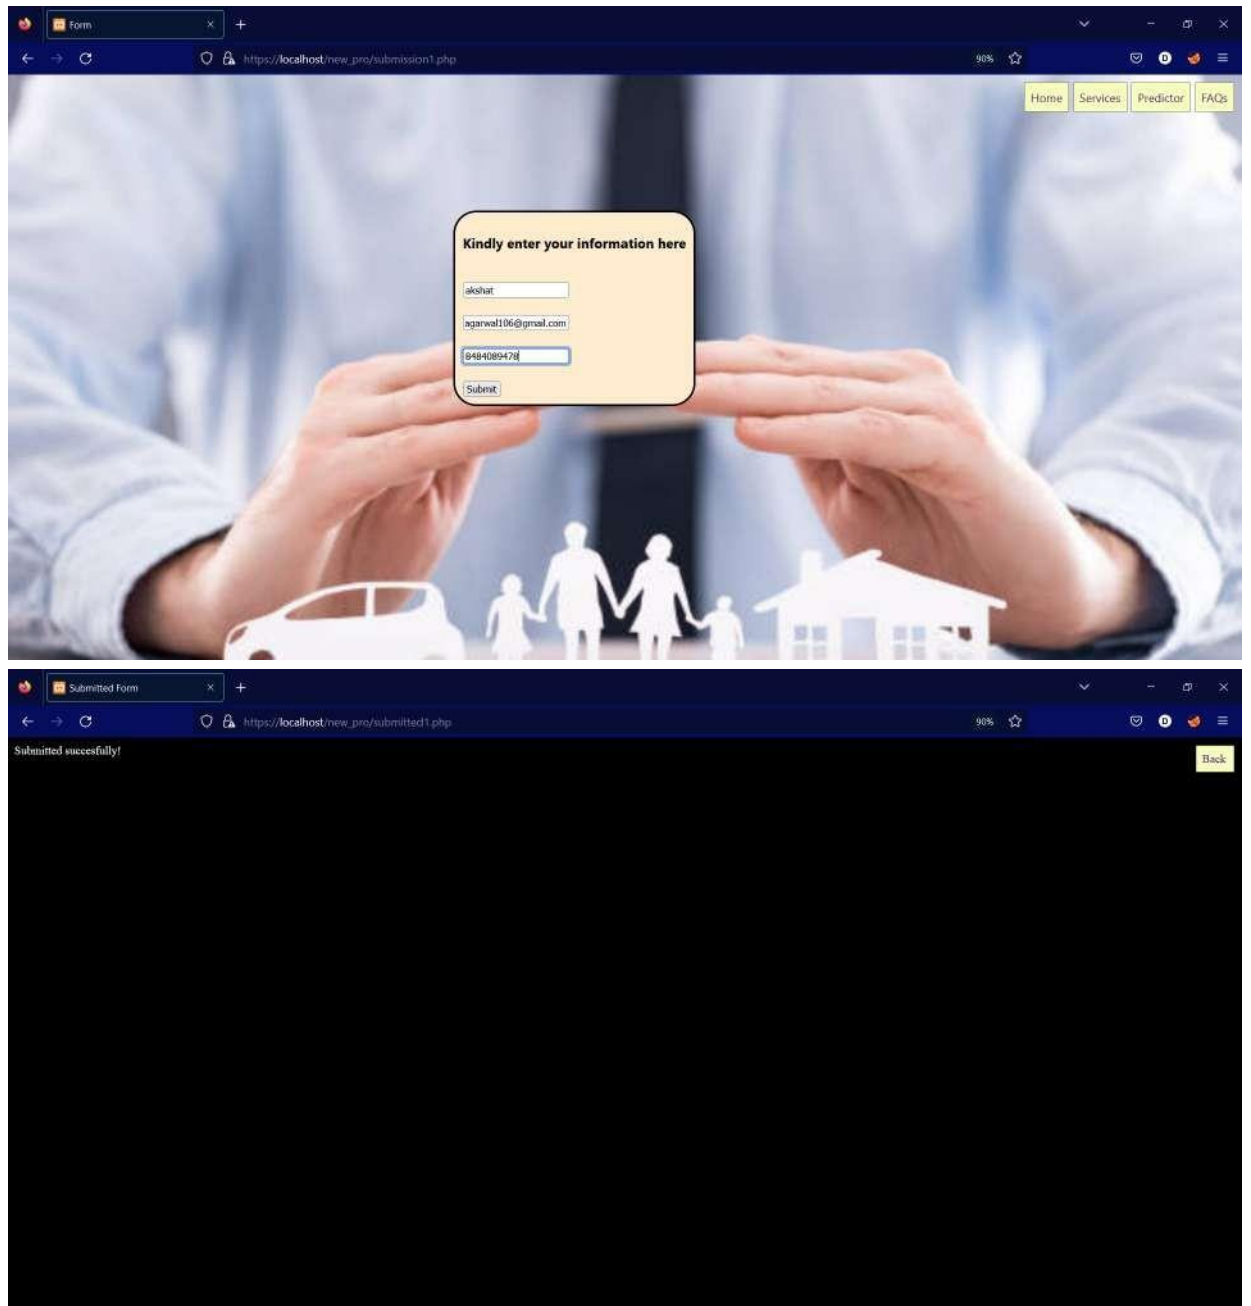 Form
https://localhost/new_pro/submission1.php
90%
Home Services Predictor FAQs
Kindly enter your information here
akshat
agarwal106@gmail.com
8484089478
Submit
Submitted Form
https://localhost/new_pro/submitted1.php
90%
Submitted succesfully!
Back